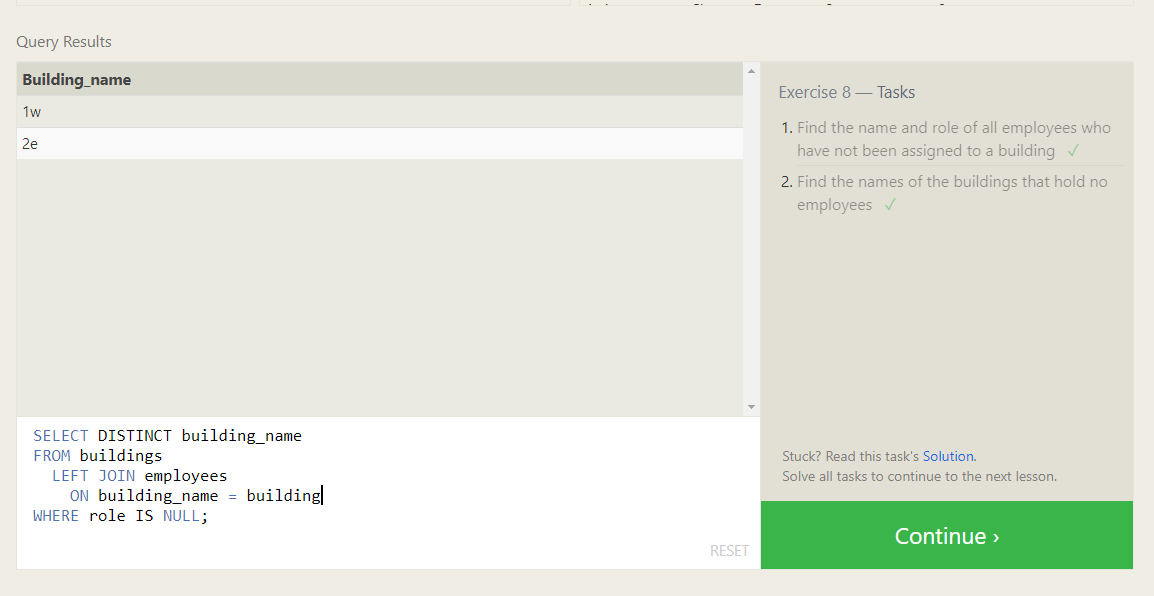 Query Results
Building_name
1w
2e
SELECT DISTINCT building_name
FROM buildings
LEFT JOIN employees
ON building_name = building
WHERE role IS NULL;
RESET
Exercise 8 — Tasks
1. Find the name and role of all employees who
have not been assigned to a building ✓
2. Find the names of the buildings that hold no
employees ✓
Stuck? Read this task's Solution.
Solve all tasks to continue to the next lesson.
Continue ›